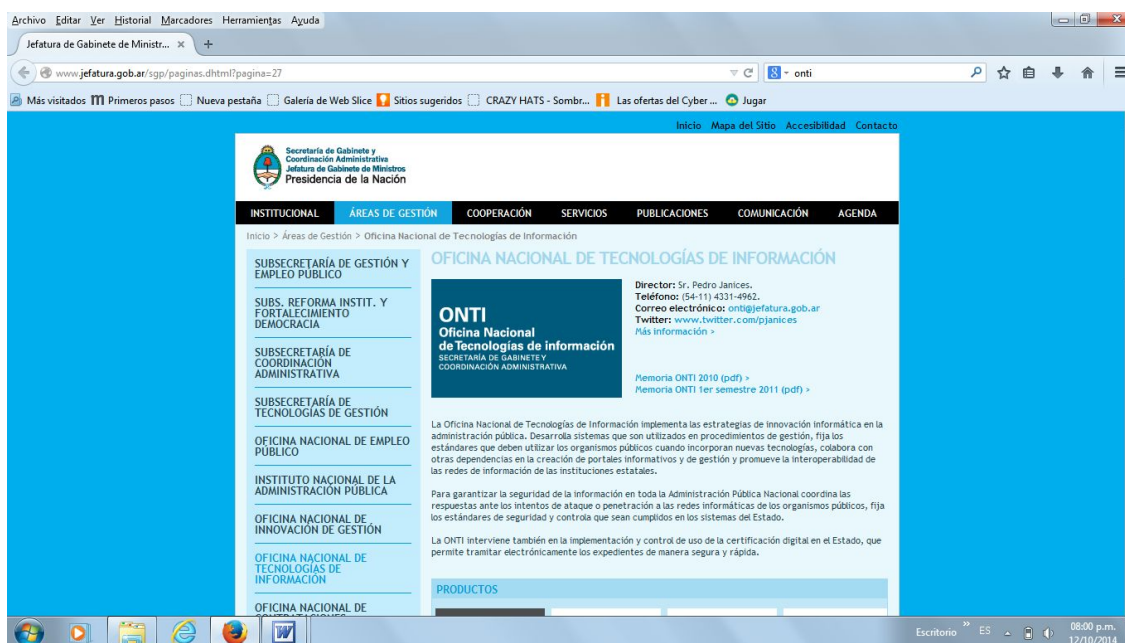 Archivo Editar Ver Historial Marcadores Herramientas Ayuda
Jefatura de Gabinete de Ministr... × +
www.jefatura.gob.ar/sgp/paginas.dhtml?pagina=27
8 onti
Más visitados Primeros pasos Nueva pestaña Galería de Web Slice Sitios sugeridos CRAZY HATS - Sombr... Las ofertas del Cyber ... Jugar
Inicio Mapa del Sitio Accesibilidad Contacto
Secretaría de Gabinete y
Coordinación Administrativa
Jefatura de Gabinete de Ministros
Presidencia de la Nación
INSTITUCIONAL ÁREAS DE GESTIÓN COOPERACIÓN SERVICIOS PUBLICACIONES COMUNICACIÓN AGENDA
Inicio > Áreas de Gestión > Oficina Nacional de Tecnologías de Información
SUBSECRETARÍA DE GESTIÓN Y
EMPLEO PÚBLICO
SUBS. REFORMA INSTIT. Y
FORTALECIMIENTO
DEMOCRACIA
SUBSECRETARÍA DE
COORDINACIÓN
ADMINISTRATIVA
SUBSECRETARÍA DE
TECNOLOGÍAS DE GESTIÓN
OFICINA NACIONAL DE EMPLEO
PÚBLICO
INSTITUTO NACIONAL DE LA
ADMINISTRACIÓN PÚBLICA
OFICINA NACIONAL DE
INNOVACIÓN DE GESTIÓN
OFICINA NACIONAL DE
TECNOLOGÍAS DE
INFORMACIÓN
OFICINA NACIONAL DE
CONTRATACIONES
OFICINA NACIONAL DE TECNOLOGÍAS DE INFORMACIÓN
ONTI
Oficina Nacional
de Tecnologías de información
SECRETARÍA DE GABINETE Y
COORDINACIÓN ADMINISTRATIVA
Director: Sr. Pedro Janices.
Teléfono: (54-11) 4331-4962.
Correo electrónico: onti@jefatura.gob.ar
Twitter: www.twitter.com/pjanices
Más información >
Memoria ONTI 2010 (pdf) >
Memoria ONTI 1er semestre 2011 (pdf) >
La Oficina Nacional de Tecnologías de Información implementa las estrategias de innovación informática en la
administración pública. Desarrolla sistemas que son utilizados en procedimientos de gestión, fija los
estándares que deben utilizar los organismos públicos cuando incorporan nuevas tecnologías, colabora con
otras dependencias en la creación de portales informativos y de gestión y promueve la interoperabilidad de
las redes de información de las instituciones estatales.
Para garantizar la seguridad de la información en toda la Administración Pública Nacional coordina las
respuestas ante los intentos de ataque o penetración a las redes informáticas de los organismos públicos, fija
los estándares de seguridad y controla que sean cumplidos en los sistemas del Estado.
La ONTI interviene también en la implementación y control de uso de la certificación digital en el Estado, que
permite tramitar electrónicamente los expedientes de manera segura y rápida.
PRODUCTOS
Escritorio » ES 08:00 p.m.
12/10/2014